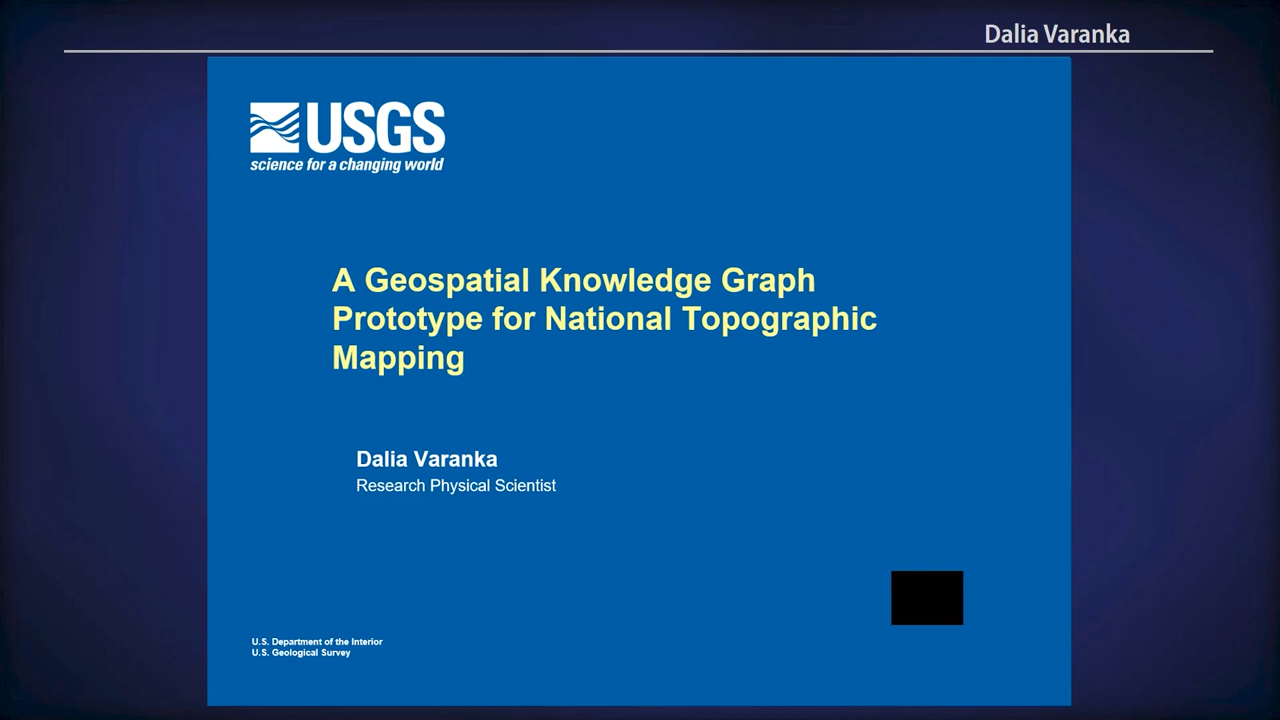 Dalia Varanka
USGS
science for a changing world
A Geospatial Knowledge Graph
Prototype for National Topographic
Mapping
Dalia Varanka
Research Physical Scientist
U.S. Department of the Interior
U.S. Geological Survey